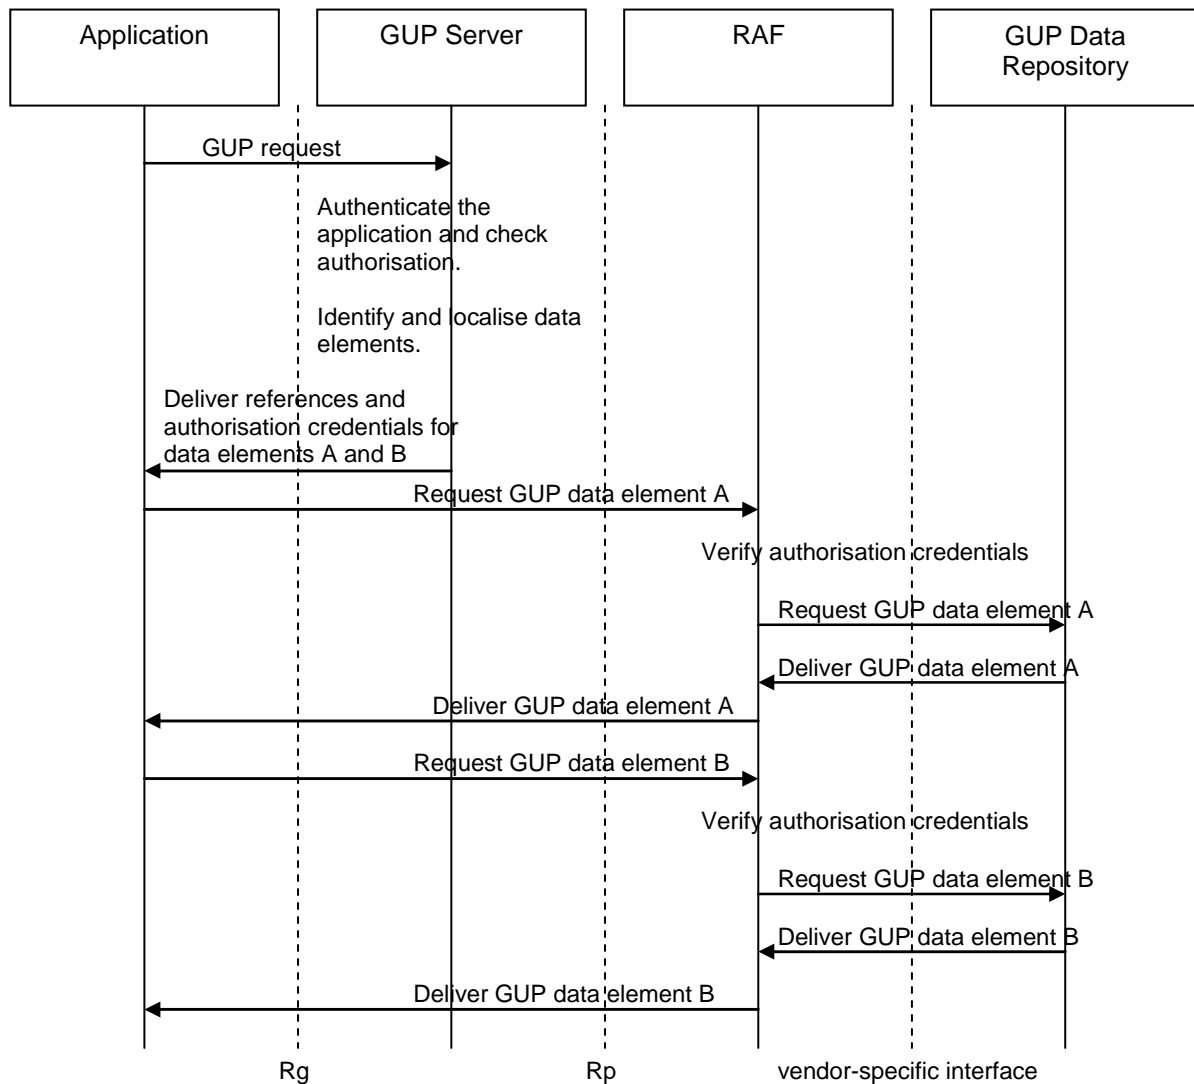 Application
GUP Server
RAF
GUP Data
Repository
GUP request
Authenticate the
application and check
authorisation.
Identify and localise data
elements.
Deliver references and
authorisation credentials for
data elements A and B
Request GUP data element A
Verify authorisation credentials
Request GUP data element A
Deliver GUP data element A
Deliver GUP data element A
Request GUP data element B
Verify authorisation credentials
Request GUP data element B
Deliver GUP data element B
Deliver GUP data element B
Rg
Rp
vendor-specific interface